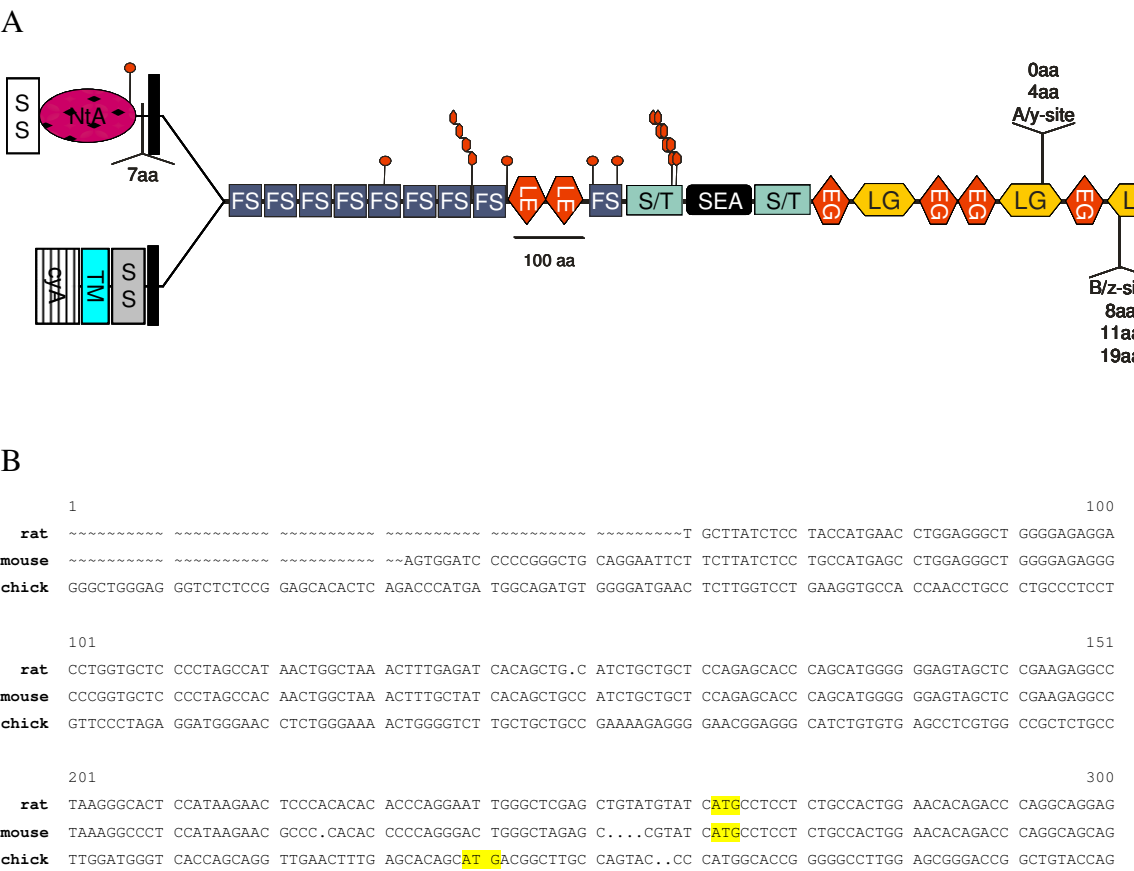 A
0aa
4aa
A/y-site
SS NtA
7aa
FS FS FS FS FS FS FS FS LE LE FS S/T SEA S/T EG LG EG EG LG EG L
100 aa
cyA TM SS
B/z-si
8aa
11aa
19aa
B
1 100
rat ~~~~~~~~~~ ~~~~~~~~~~ ~~~~~~~~~~ ~~~~~~~~~~ ~~~~~~~~~~ ~~~~~~~~~T GCTTATCTCC TACCATGAAC CTGGAGGGCT GGGGAGAGGA
mouse ~~~~~~~~~~ ~~~~~~~~~~ ~~~~~~~~~~ ~~AGTGGATC CCCCGGGCTG CAGGAATTCT TCTTATCTCC TGCCATGAGC CTGGAGGGCT GGGGAGAGGG
chick GGGCTGGGAG GGTCTCTCCG GAGCACACTC AGACCCATGA TGGCAGATGT GGGGATGAAC TCTTGGTCCT GAAGGTGCCA CCAACCTGCC CTGCCCTCCT
101 151
rat CCTGGTGCTC CCCTAGCCAT AACTGGCTAA ACTTTGAGAT CACAGCTG.C ATCTGCTGCT CCAGAGCACC CAGCATGGGG GGAGTAGCTC CGAAGAGGCC
mouse CCCGGTGCTC CCCTAGCCAC AACTGGCTAA ACTTTGCTAT CACAGCTGCC ATCTGCTGCT CCAGAGCACC CAGCATGGGG GGAGTAGCTC CGAAGAGGCC
chick GTTCCCTAGA GGATGGGAAC CTCTGGGAAA ACTGGGGTCT TGCTGCTGCC GAAAAGAGGG GAACGGAGGG CATCTGTGTG AGCCTCGTGG CCGCTCTGCC
201 300
rat TAAGGGCACT CCATAAGAAC TCCCACACAC ACCCAGGAAT TGGGCTCGAG CTGTATGTAT CATGCCTCCT CTGCCACTGG AACACAGACC CAGGCAGGAG
mouse TAAAGGCCCT CCATAAGAAC GCCC.CACAC CCCCAGGGAC TGGGCTAGAG C....CGTAT CATGCCTCCT CTGCCACTGG AACACAGACC CAGGCAGCAG
chick TTGGATGGGT CACCAGCAGG TTGAACTTTG AGCACAGCAT GACGGCTTGC CAGTAC..CC CATGGCACCG GGGGCCTTGG AGCGGGACCG GCTGTACCAG